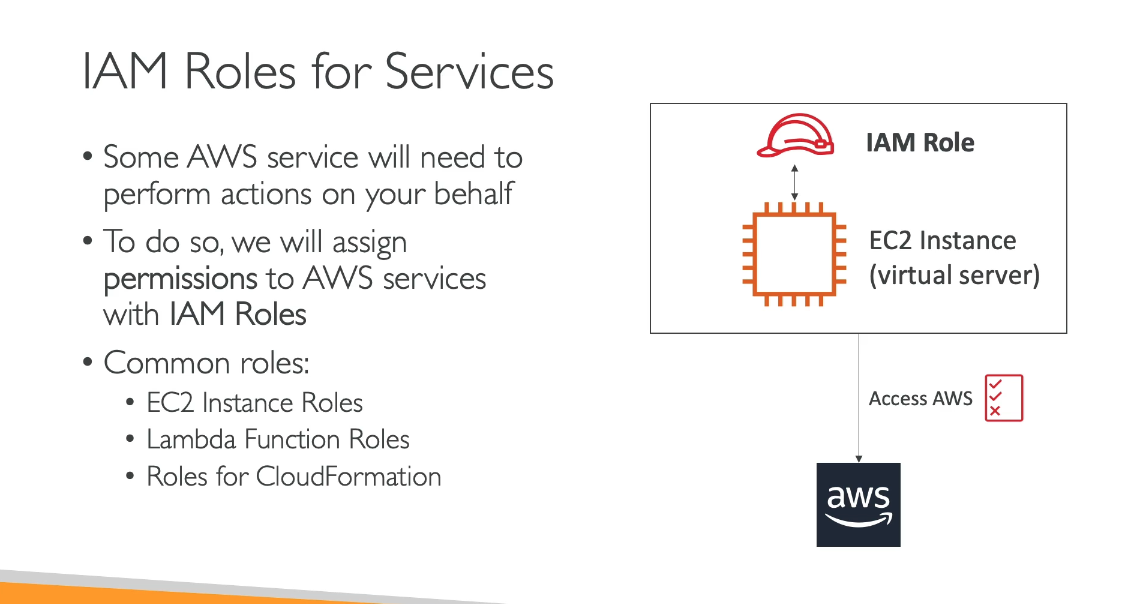 IAM Roles for Services
• Some AWS service will need to
perform actions on your behalf
• To do so, we will assign
permissions to AWS services
with IAM Roles
• Common roles:
• EC2 Instance Roles
• Lambda Function Roles
• Roles for CloudFormation
IAM Role
EC2 Instance
(virtual server)
Access AWS
aws